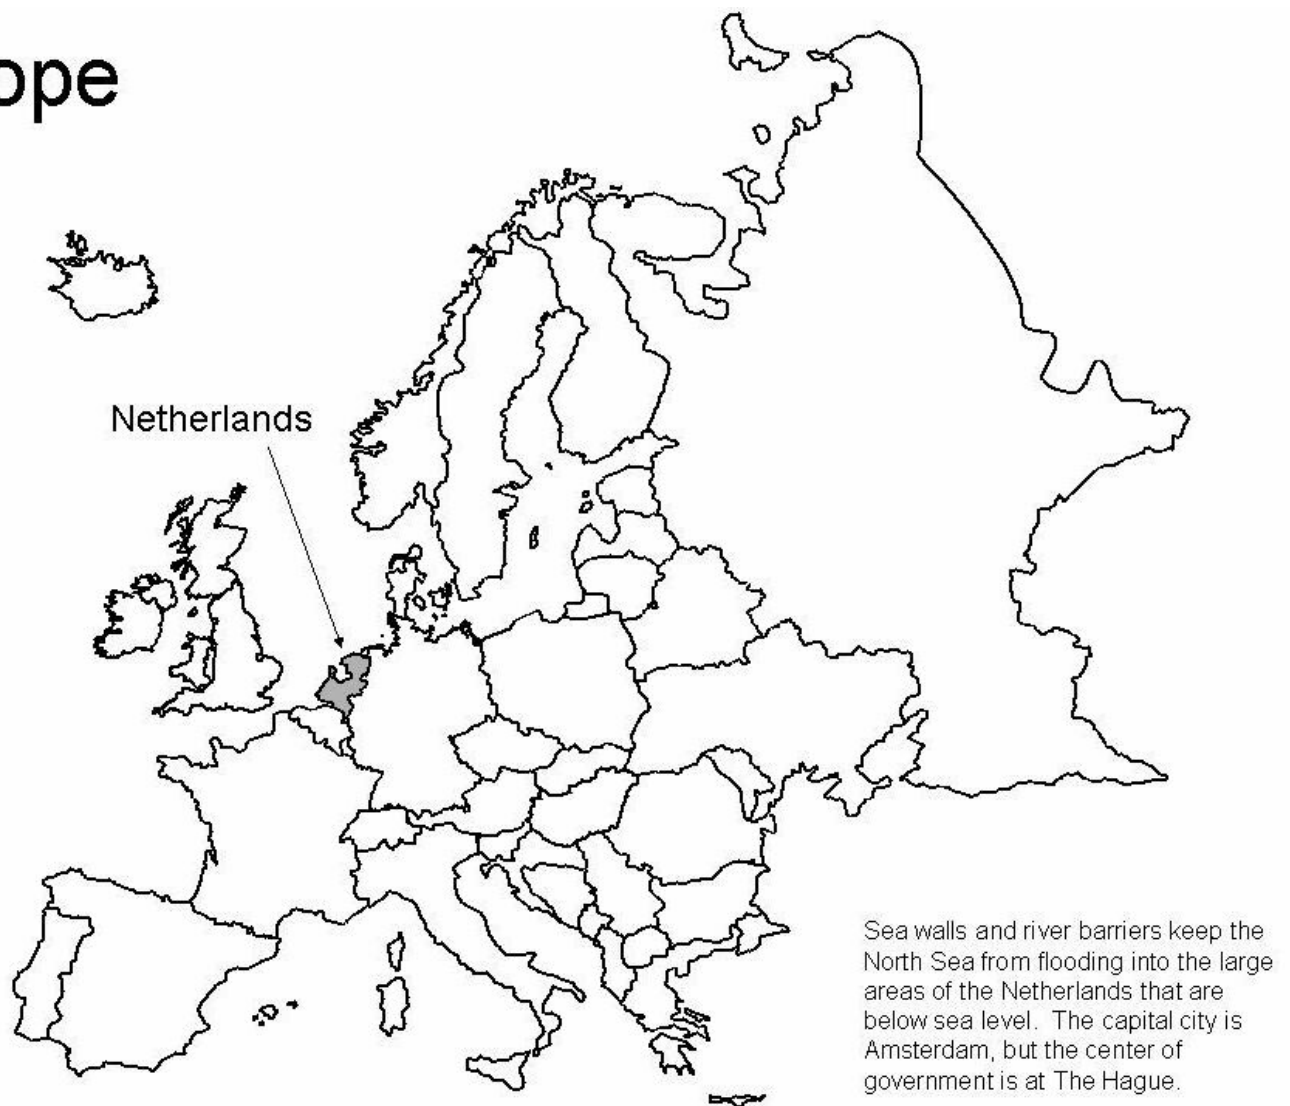 ope
Netherlands
Sea walls and river barriers keep the
North Sea from flooding into the large
areas of the Netherlands that are
below sea level.  The capital city is
Amsterdam, but the center of
government is at The Hague.